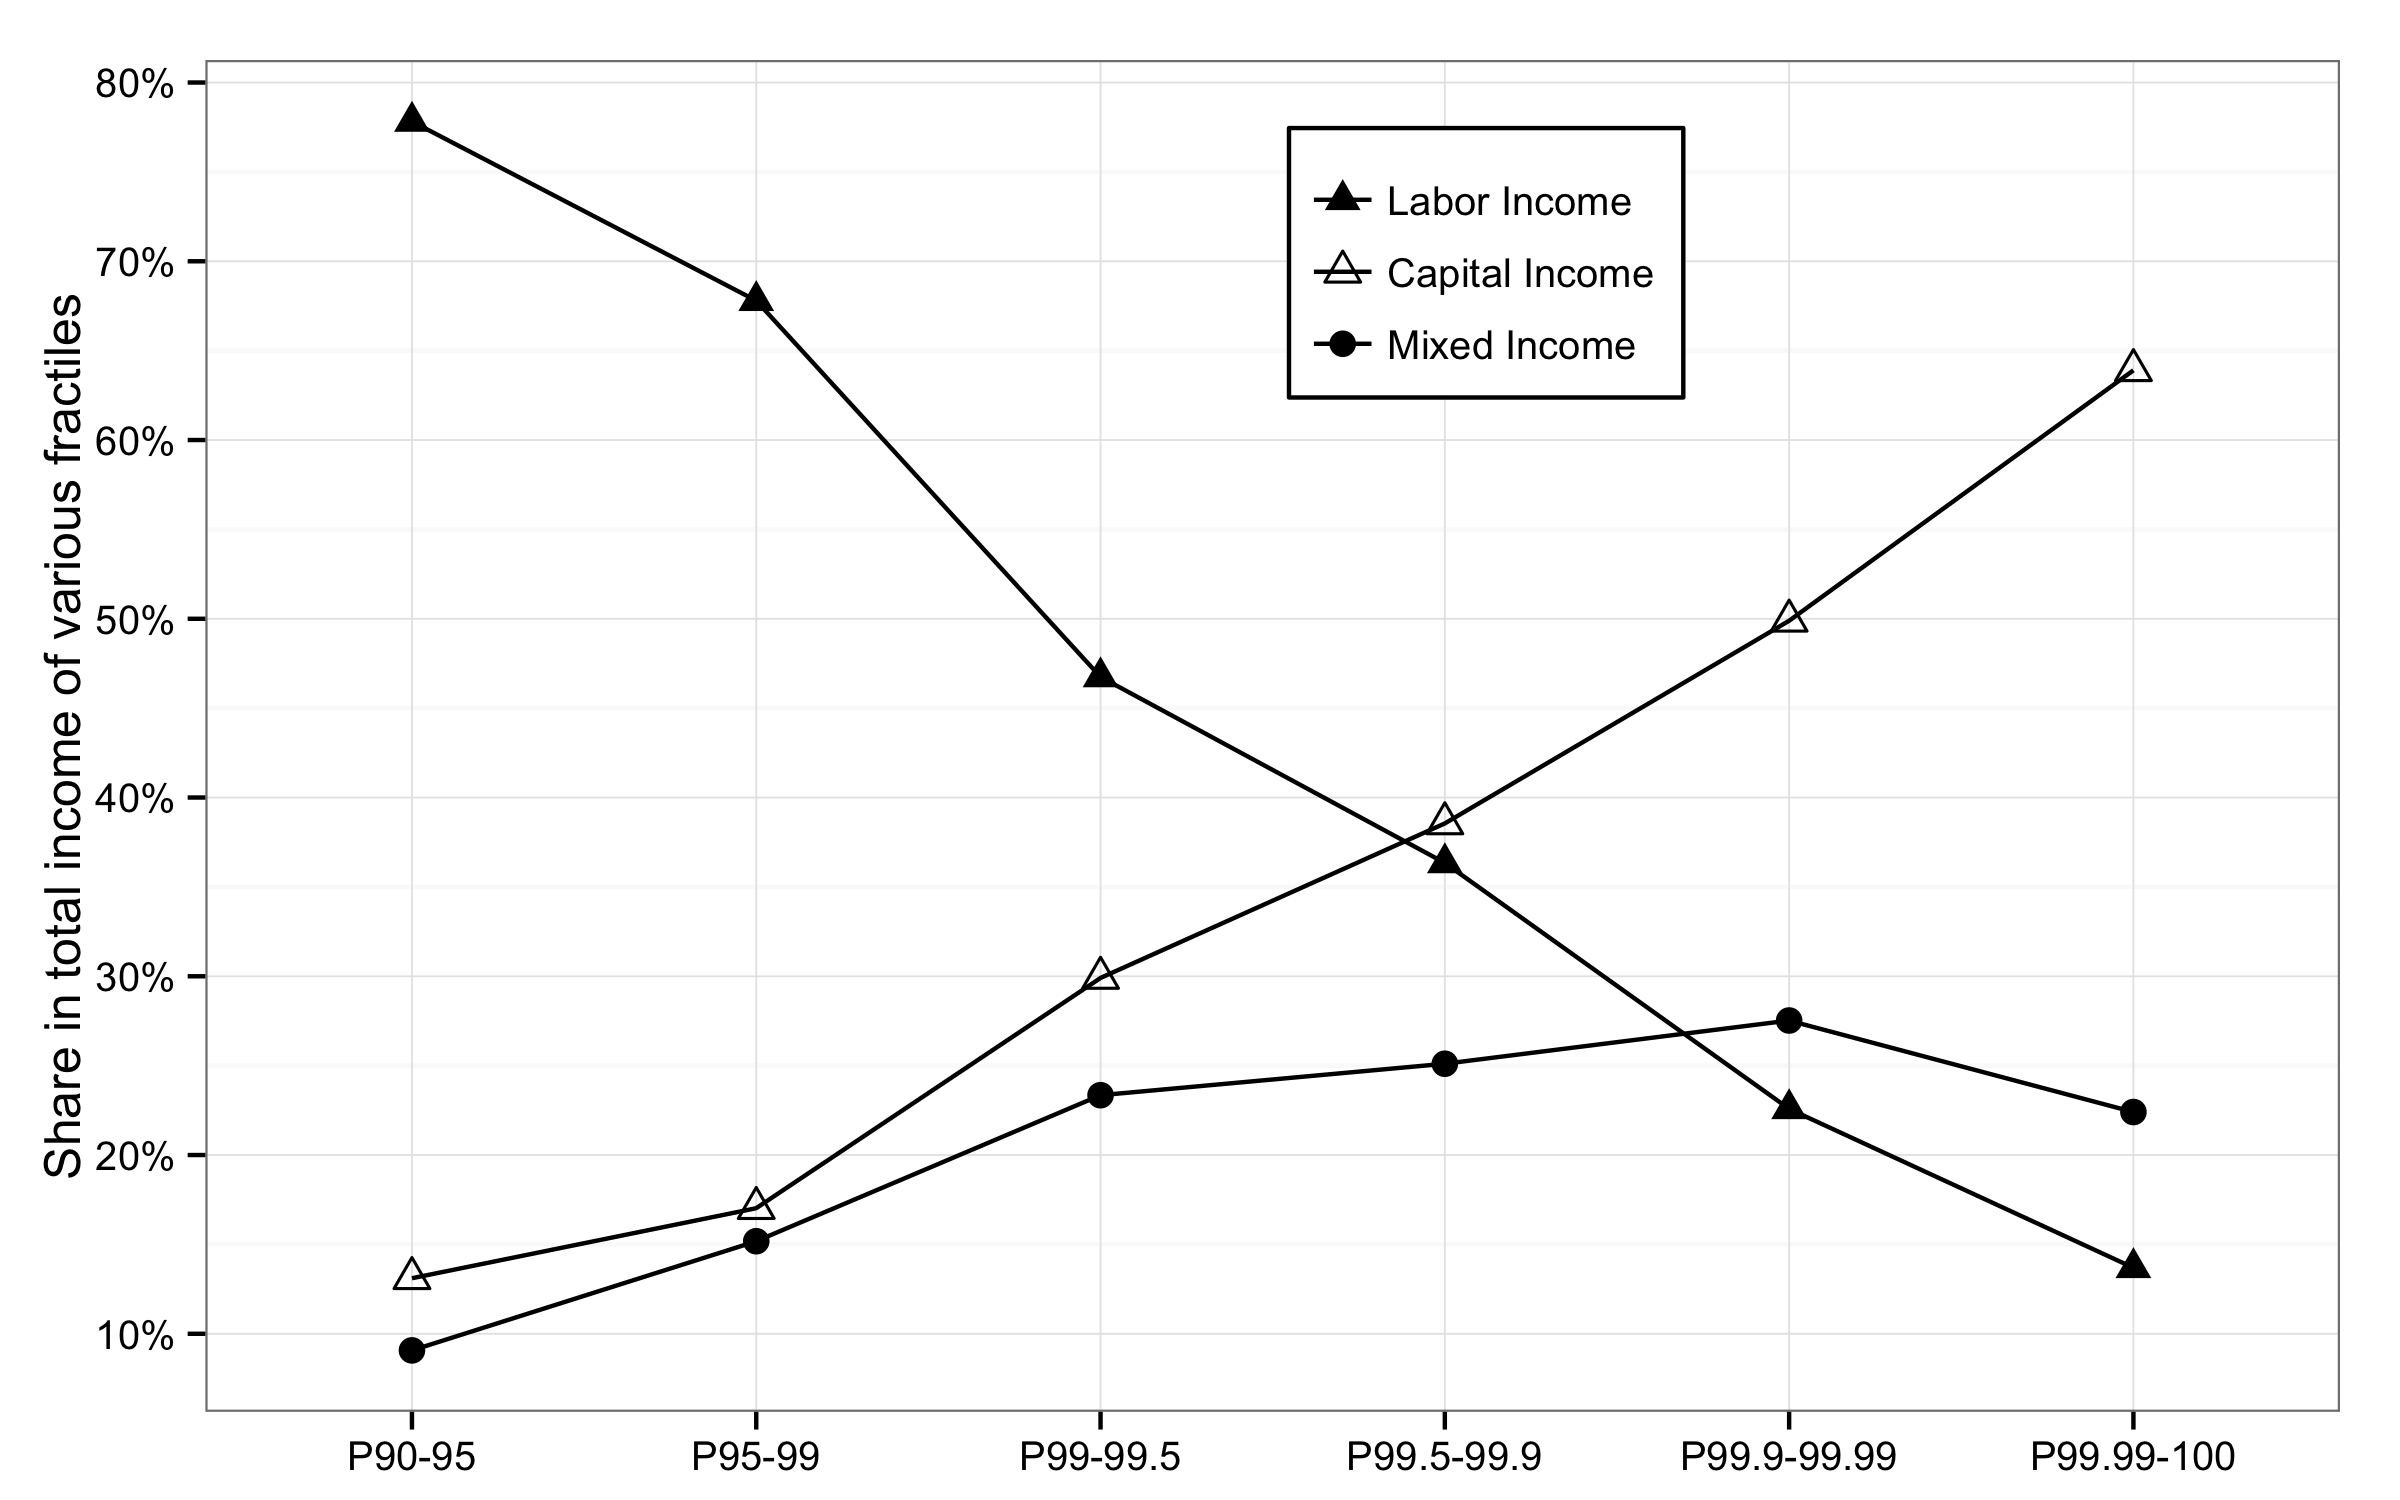 Share in total income of various fractiles
80%
70%
60%
50%
40%
30%
20%
10%
Labor Income
Capital Income
Mixed Income
P90-95 P95-99 P99-99.5 P99.5-99.9 P99.9-99.99 P99.99-100